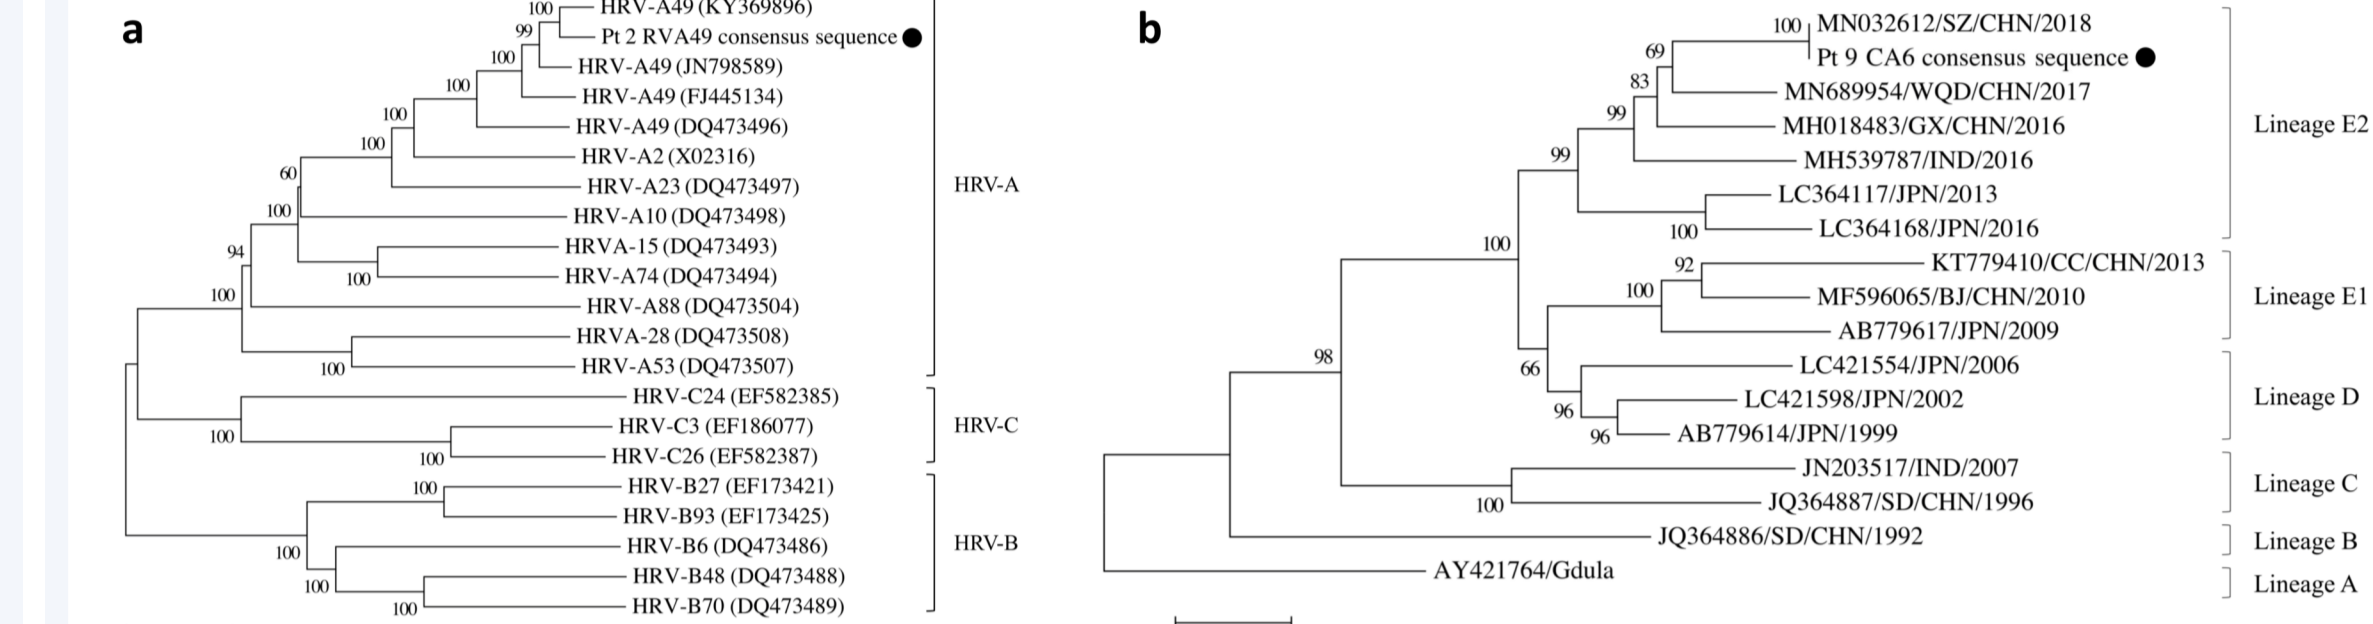 a
100
HRV-A49 (KY369896)
99
Pt 2 RVA49 consensus sequence
100
HRV-A49 (JN798589)
100
HRV-A49 (FJ445134)
100
HRV-A49 (DQ473496)
100
HRV-A2 (X02316)
60
HRV-A23 (DQ473497)
HRV-A
100
HRV-A10 (DQ473498)
94
HRVA-15 (DQ473493)
100
HRV-A74 (DQ473494)
100
HRV-A88 (DQ473504)
HRVA-28 (DQ473508)
100
HRV-A53 (DQ473507)
HRV-C24 (EF582385)
100
HRV-C3 (EF186077)
HRV-C
100
HRV-C26 (EF582387)
100
HRV-B27 (EF173421)
HRV-B93 (EF173425)
100
HRV-B6 (DQ473486)
HRV-B
100
HRV-B48 (DQ473488)
100
HRV-B70 (DQ473489)
b
100
MN032612/SZ/CHN/2018
69
Pt 9 CA6 consensus sequence
83
MN689954/WQD/CHN/2017
99
MH018483/GX/CHN/2016
Lineage E2
99
MH539787/IND/2016
LC364117/JPN/2013
100
LC364168/JPN/2016
100
92
KT779410/CC/CHN/2013
100
MF596065/BJ/CHN/2010
Lineage E1
AB779617/JPN/2009
98
66
LC421554/JPN/2006
96
LC421598/JPN/2002
Lineage D
96
AB779614/JPN/1999
JN203517/IND/2007
Lineage C
100
JQ364887/SD/CHN/1996
JQ364886/SD/CHN/1992
Lineage B
AY421764/Gdula
Lineage A